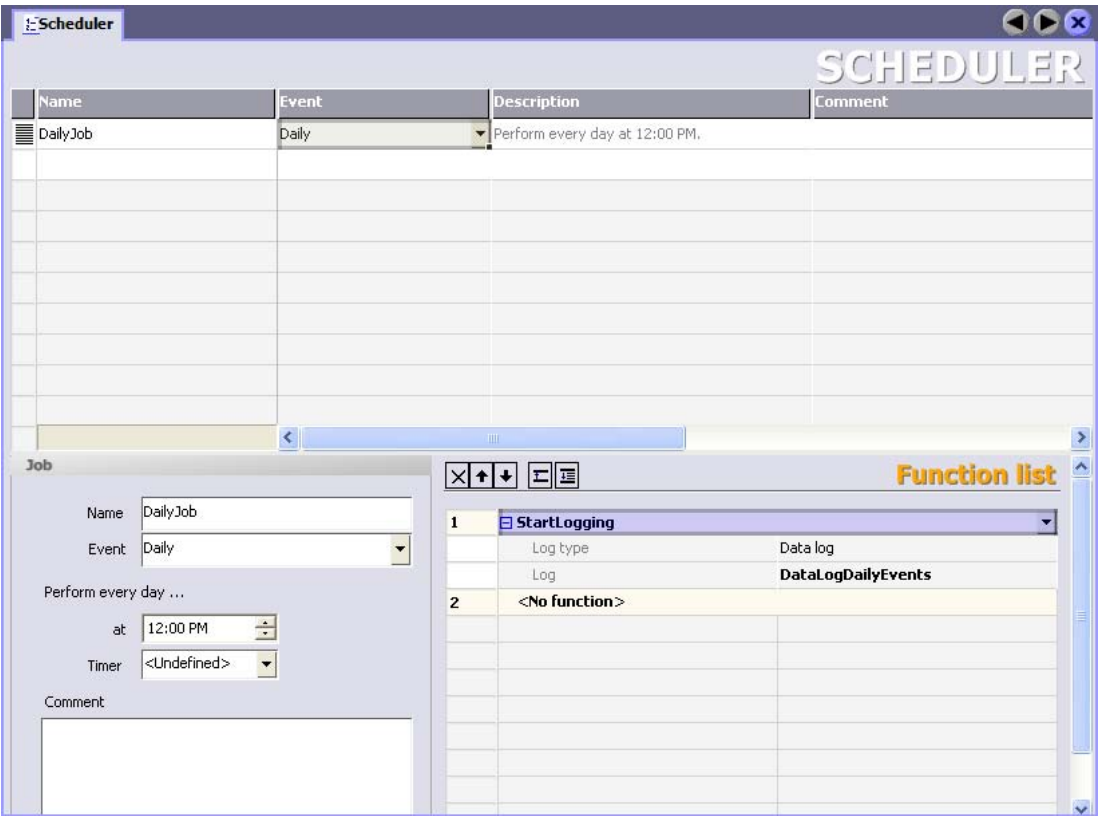 Scheduler
SCHEDULER
Name Event Description Comment
DailyJob Daily Perform every day at 12:00 PM.
Job
Name DailyJob
Event Daily
Perform every day ...
at 12:00 PM
Timer <Undefined>
Comment
Function list
1 StartLogging
Log type Data log
Log DataLogDailyEvents
2 <No function>